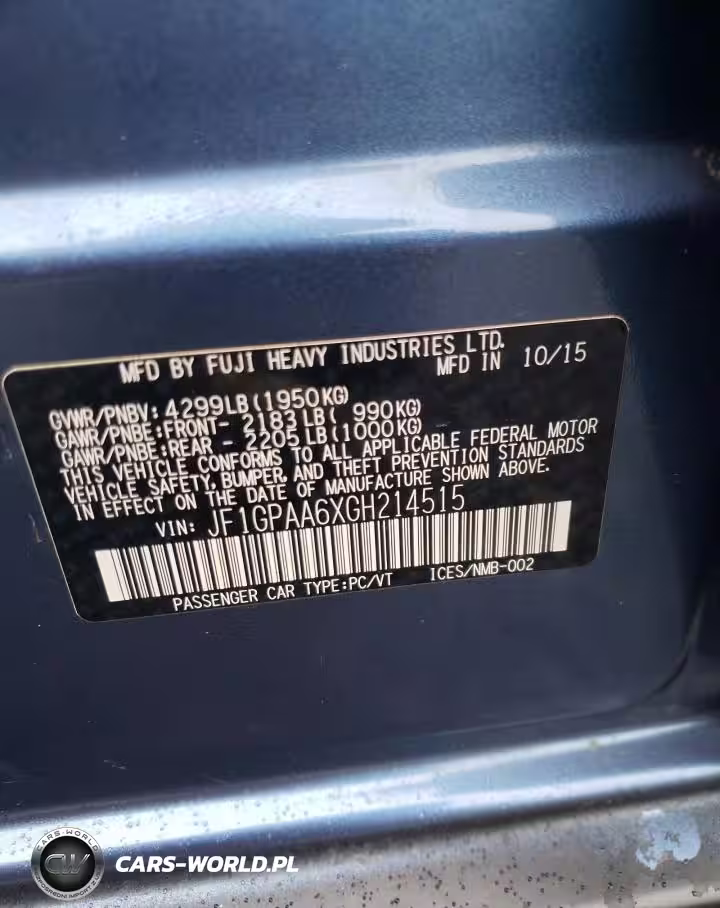 MFD BY FUJI HEAVY INDUSTRIES LTD.
MFD IN 10/15
GVWR/PNBV: 4299LB(1950KG)
GAWR/PNBE:FRONT- 2183LB( 990KG)
GAWR/PNBE:REAR - 2205LB(1000KG)
THIS VEHICLE CONFORMS TO ALL APPLICABLE FEDERAL MOTOR
VEHICLE SAFETY, BUMPER, AND THEFT PREVENTION STANDARDS
IN EFFECT ON THE DATE OF MANUFACTURE SHOWN ABOVE.
VIN: JF1GPAA6XGH214515
PASSENGER CAR TYPE:PC/VT ICES/NMB-002
CARS-WORLD
CW
CARS-WORLD.PL